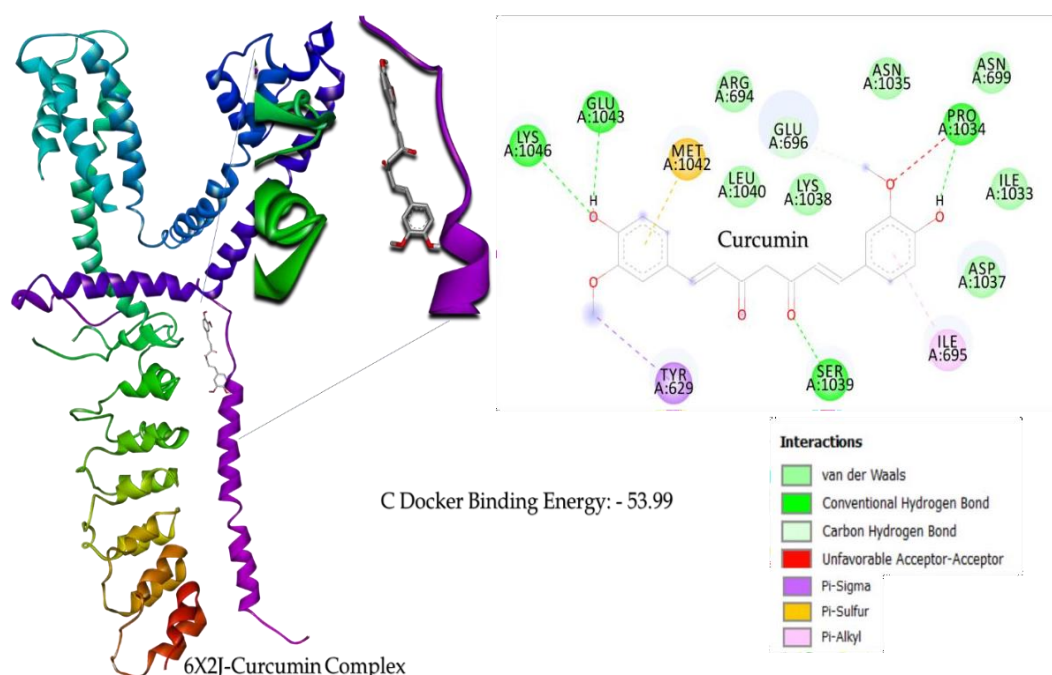 ASN
A:1035
ASN
A:699
ARG
A:694
GLU
A:1043
GLU
A:696
PRO
A:1034
LYS
A:1046
MET
A:1042
LEU
A:1040
LYS
A:1038
ILE
A:1033
H
O
O
H
O
Curcumin
O
O
O
ASP
A:1037
ILE
A:695
TYR
A:629
SER
A:1039
Interactions
van der Waals
Conventional Hydrogen Bond
Carbon Hydrogen Bond
Unfavorable Acceptor-Acceptor
Pi-Sigma
Pi-Sulfur
Pi-Alkyl
C Docker Binding Energy: - 53.99
6X2J-Curcumin Complex